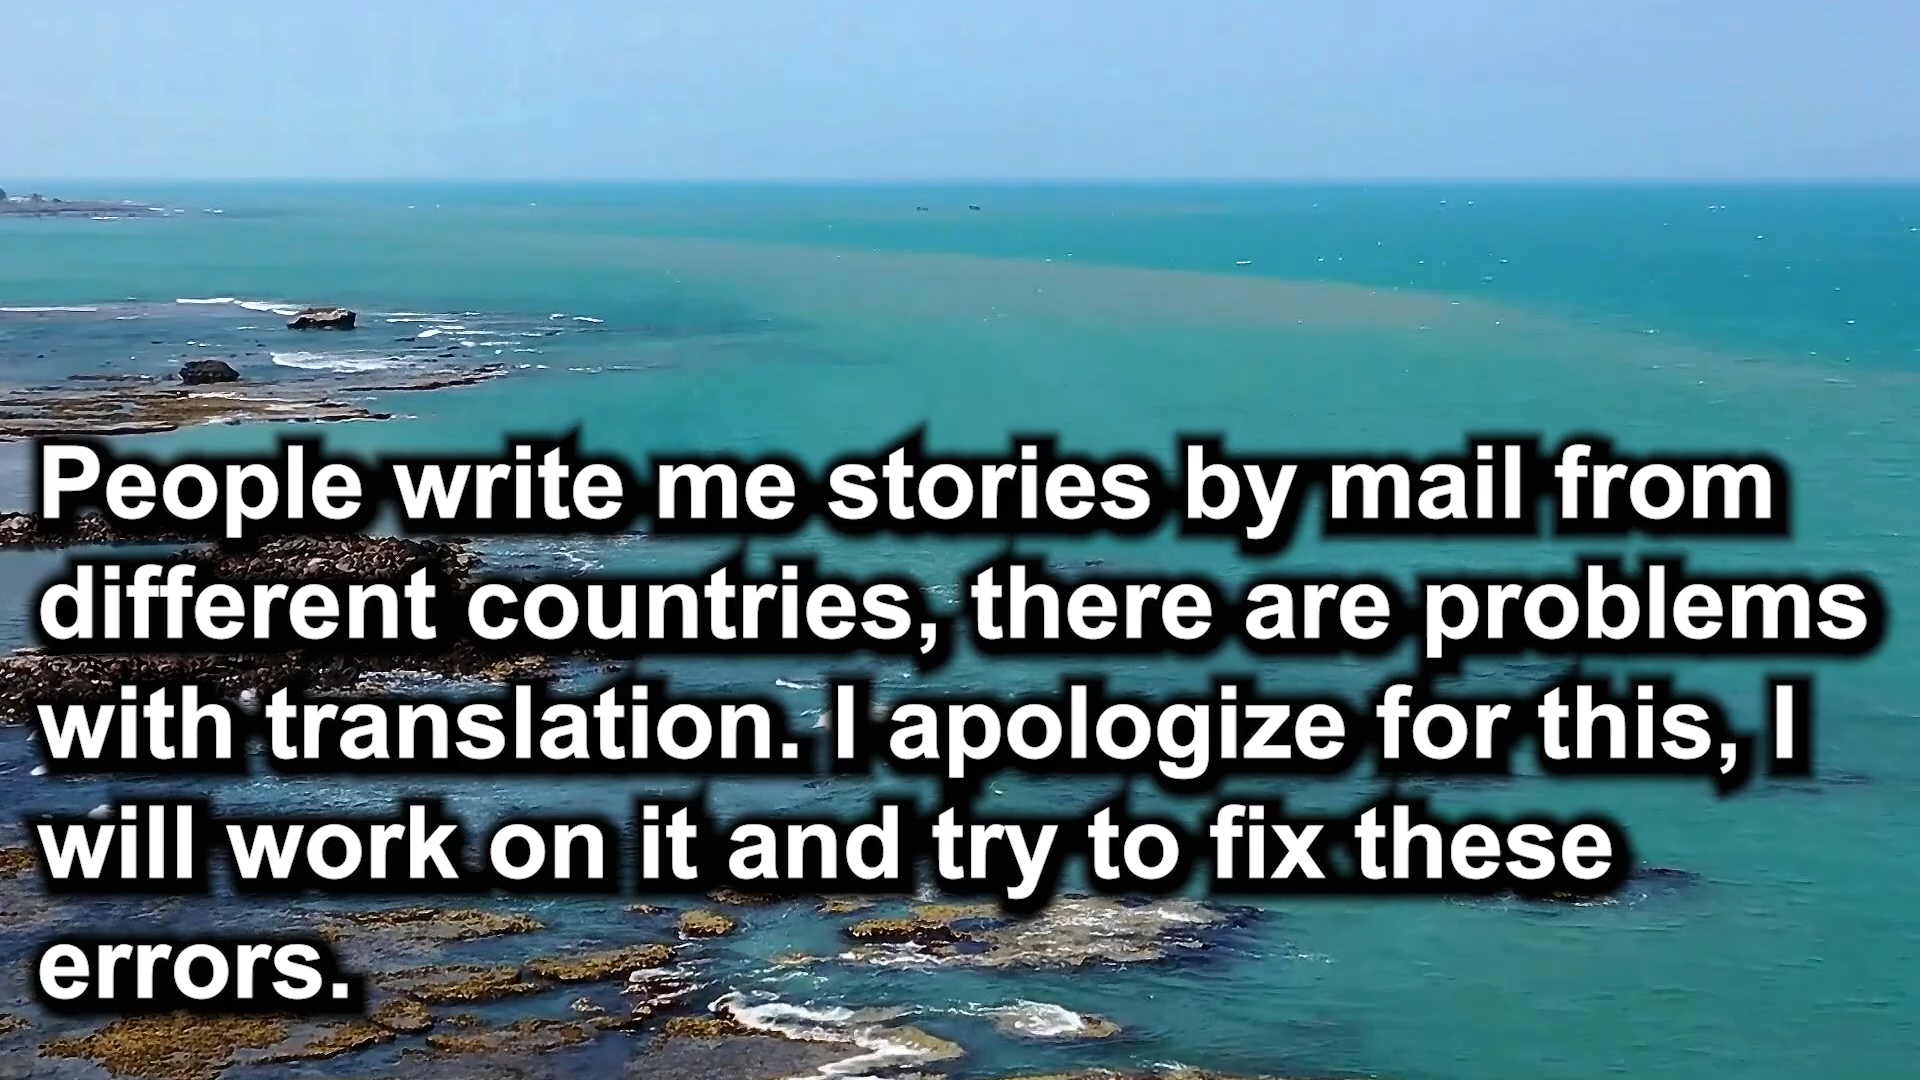 People write me stories by mail from
different countries, there are problems
with translation. I apologize for this, I
will work on it and try to fix these
errors.